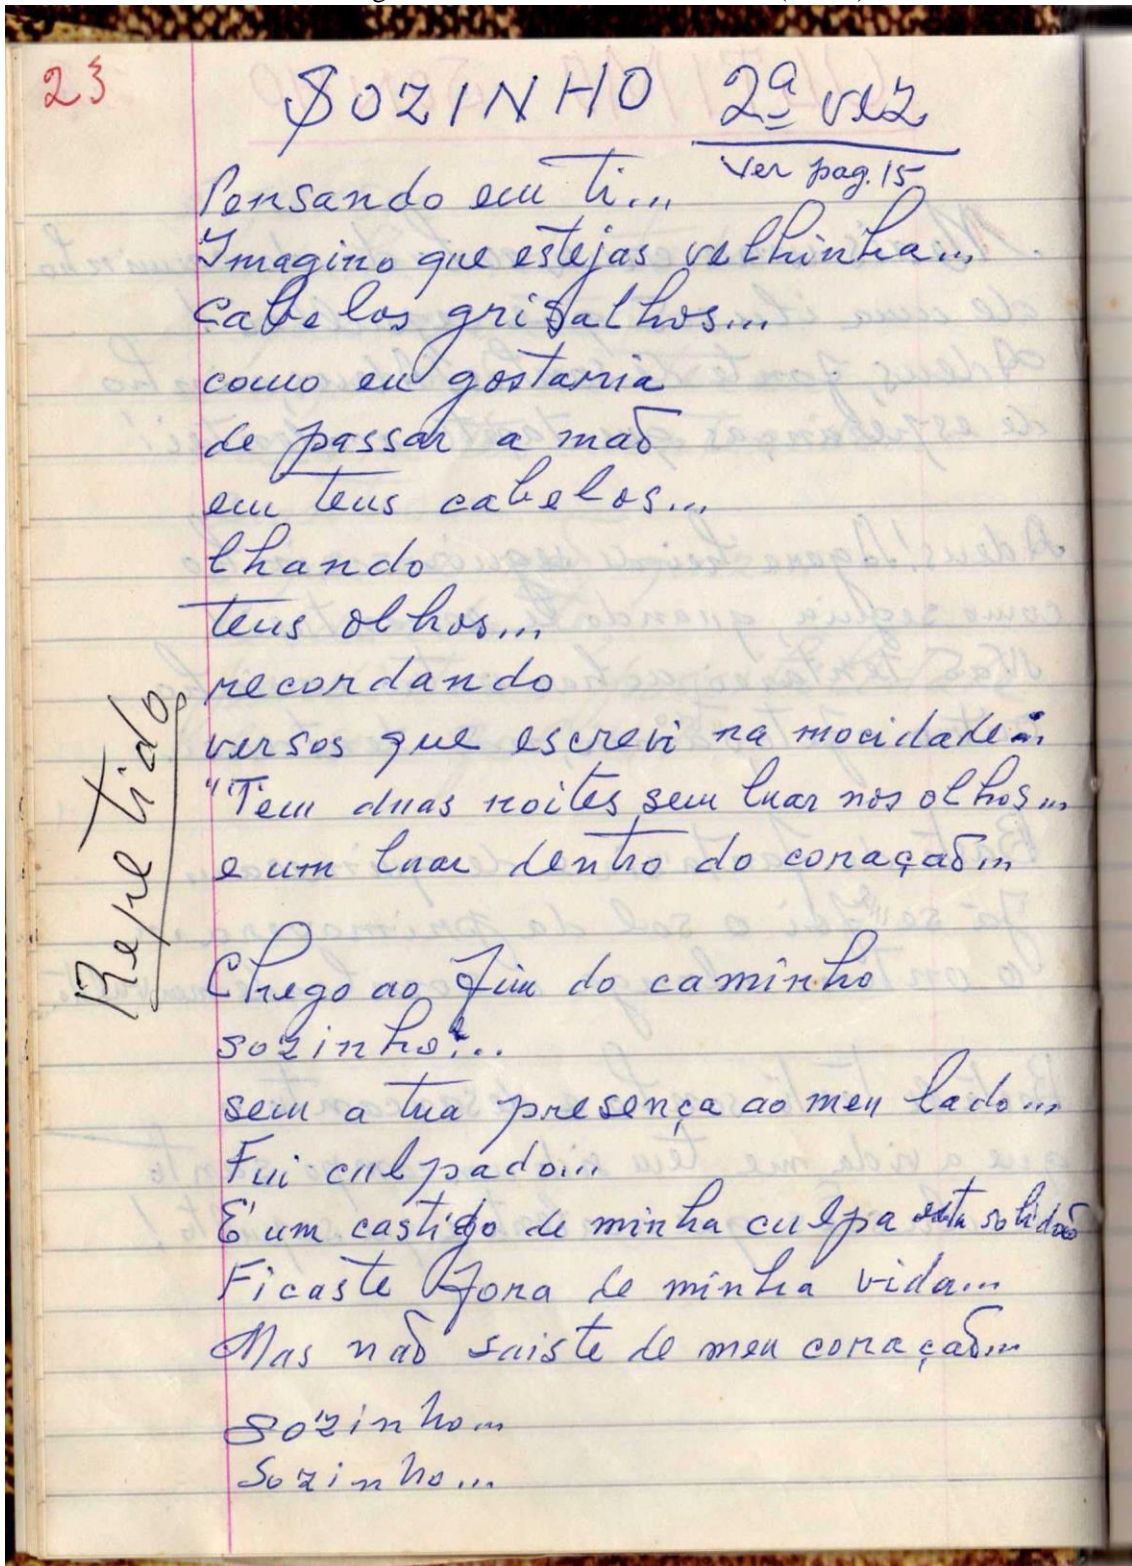 23
SOZINHO 2ª vez
Ver pag. 15
Pensando em ti...
Imagino que estejas velhinha...
Cabelos grisalhos...
como eu gostaria
de passar a mão
em teus cabelos...
lhando
teus olhos...
recordando
versos que escrevi na mocidade...
"Tem duas noites sem luar nos olhos...
e um luar dentro do coração...
Repetido
Chego ao fim do caminho
sozinho!...
sem a tua presença ao meu lado...
Fui culpado...
É um castigo de minha culpa esta solidão
Ficaste fora de minha vida...
Mas não saiste de meu coração...
Sozinho...
Sozinho...